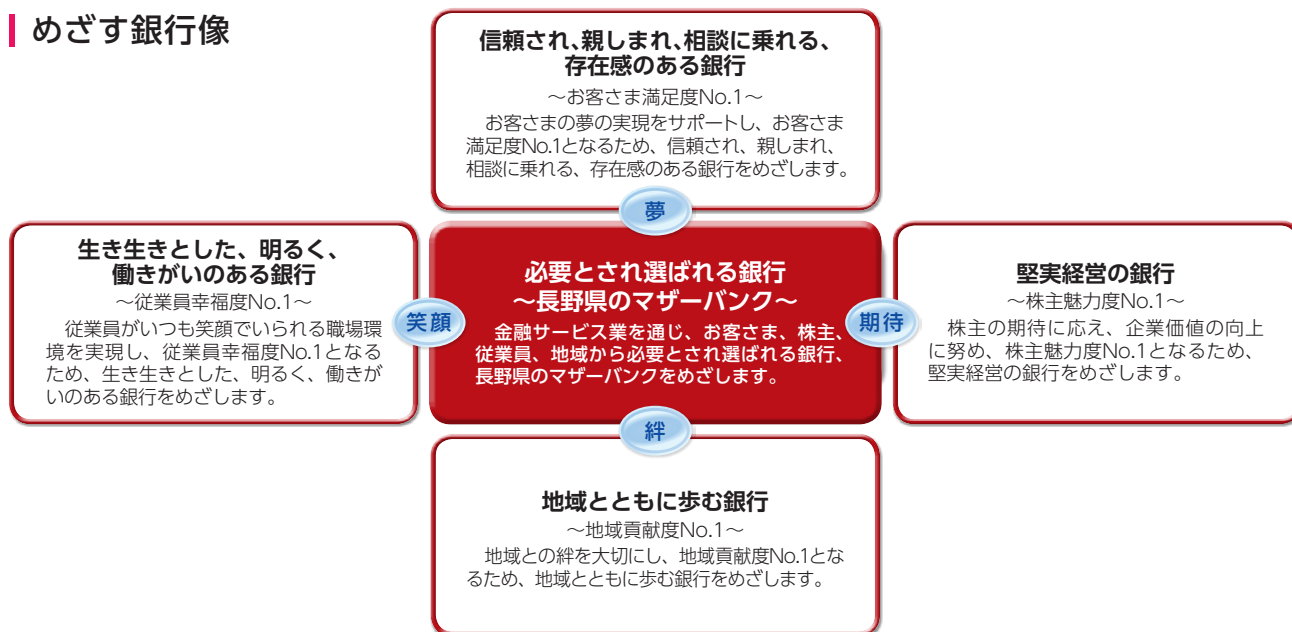 めざす銀行像
信頼され、親しまれ、相談に乗れる、
存在感のある銀行
～お客さま満足度No.1～
お客さまの夢の実現をサポートし、お客さま
満足度No.1となるため、信頼され、親しまれ、
相談に乗れる、存在感のある銀行をめざします。
夢
生き生きとした、明るく、
働きがいのある銀行
～従業員幸福度No.1～
従業員がいつも笑顔でいられる職場環
境を実現し、従業員幸福度No.1となる
ため、生き生きとした、明るく、働きが
いのある銀行をめざします。
笑顔
必要とされ選ばれる銀行
～長野県のマザーバンク～
金融サービス業を通じ、お客さま、株主、
従業員、地域から必要とされ選ばれる銀行、
長野県のマザーバンクをめざします。
期待
堅実経営の銀行
～株主魅力度No.1～
株主の期待に応え、企業価値の向上
に努め、株主魅力度No.1となるため、
堅実経営の銀行をめざします。
絆
地域とともに歩む銀行
～地域貢献度No.1～
地域との絆を大切にし、地域貢献度No.1とな
るため、地域とともに歩む銀行をめざします。